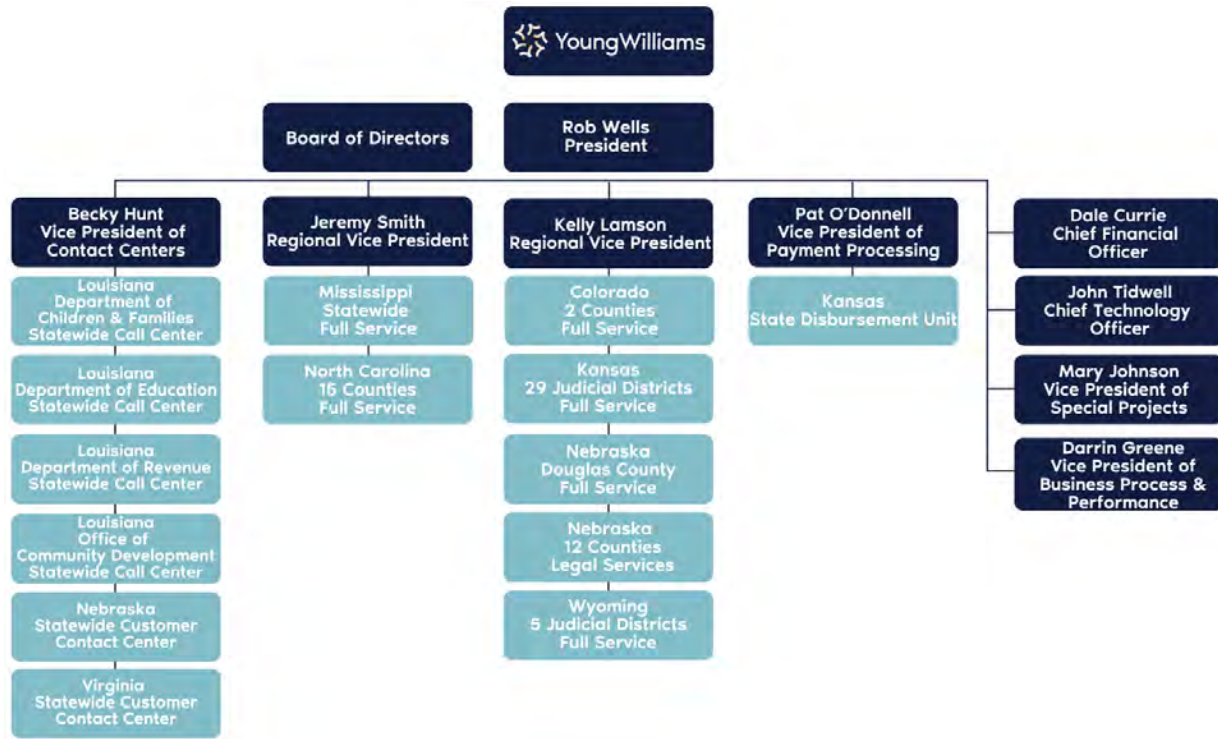 YoungWilliams
Board of Directors
Rob Wells
President
Becky Hunt
Vice President of
Contact Centers
Louisiana
Department of
Children & Families
Statewide Call Center
Louisiana
Department of Education
Statewide Call Center
Louisiana
Department of Revenue
Statewide Call Center
Louisiana
Office of
Community Development
Statewide Call Center
Nebraska
Statewide Customer
Contact Center
Virginia
Statewide Customer
Contact Center
Jeremy Smith
Regional Vice President
Mississippi
Statewide
Full Service
North Carolina
15 Counties
Full Service
Kelly Lamson
Regional Vice President
Colorado
2 Counties
Full Service
Kansas
29 Judicial Districts
Full Service
Nebraska
Douglas County
Full Service
Nebraska
12 Counties
Legal Services
Wyoming
5 Judicial Districts
Full Service
Pat O'Donnell
Vice President of
Payment Processing
Kansas
State Disbursement Unit
Dale Currie
Chief Financial
Officer
John Tidwell
Chief Technology
Officer
Mary Johnson
Vice President of
Special Projects
Darrin Greene
Vice President of
Business Process &
Performance